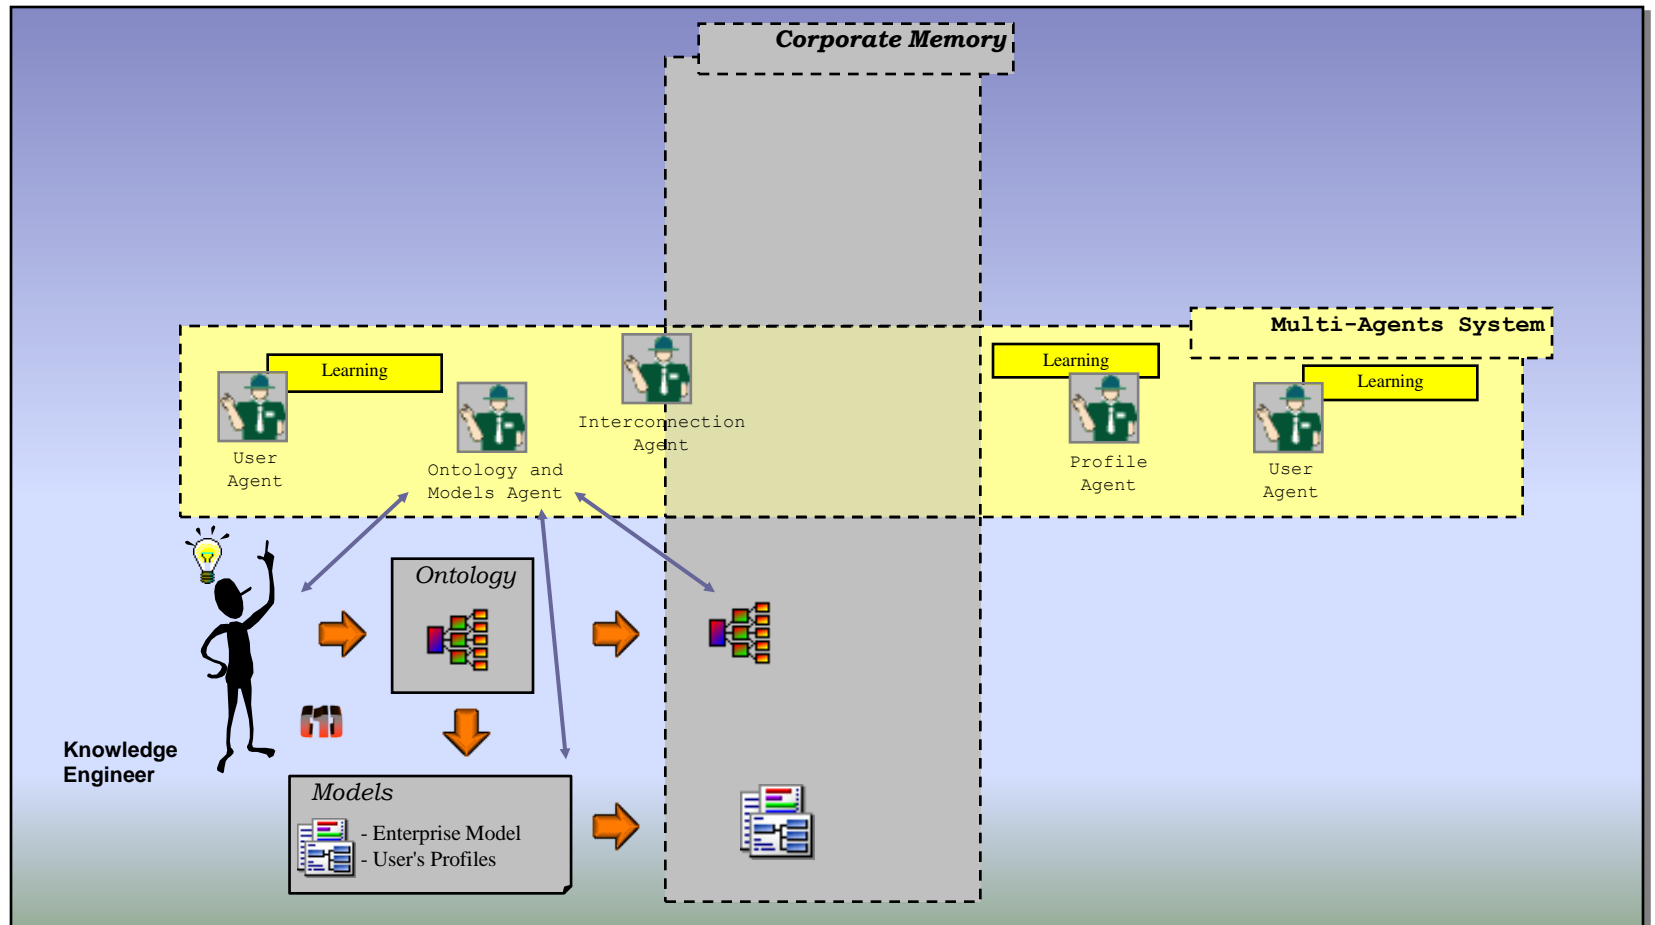 Corporate Memory
Multi-Agents System
Learning
Learning
Learning
User
Agent
Ontology and
Models Agent
Interconnection
Agent
Profile
Agent
User
Agent
Ontology
Knowledge
Engineer
Models
- Enterprise Model
- User's Profiles